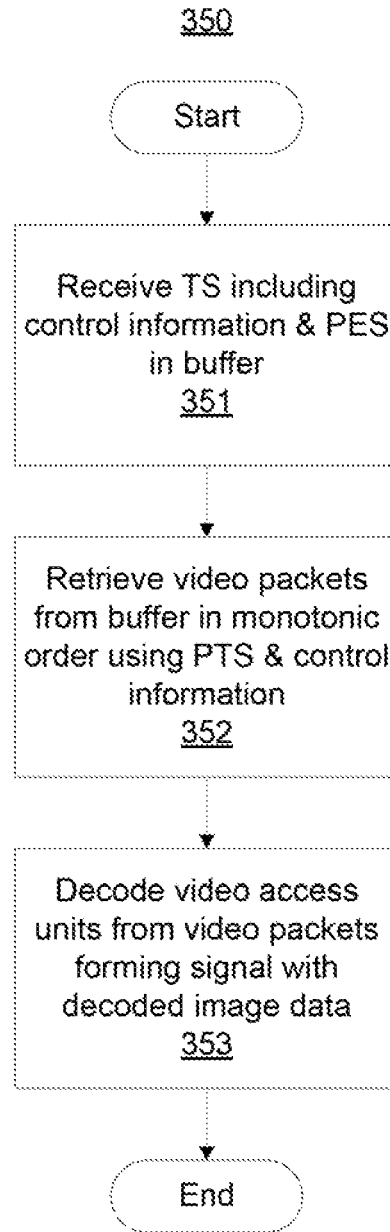 350
Start
Receive TS including
control information & PES
in buffer
351
Retrieve video packets
from buffer in monotonic
order using PTS & control
information
352
Decode video access
units from video packets
forming signal with
decoded image data
353
End